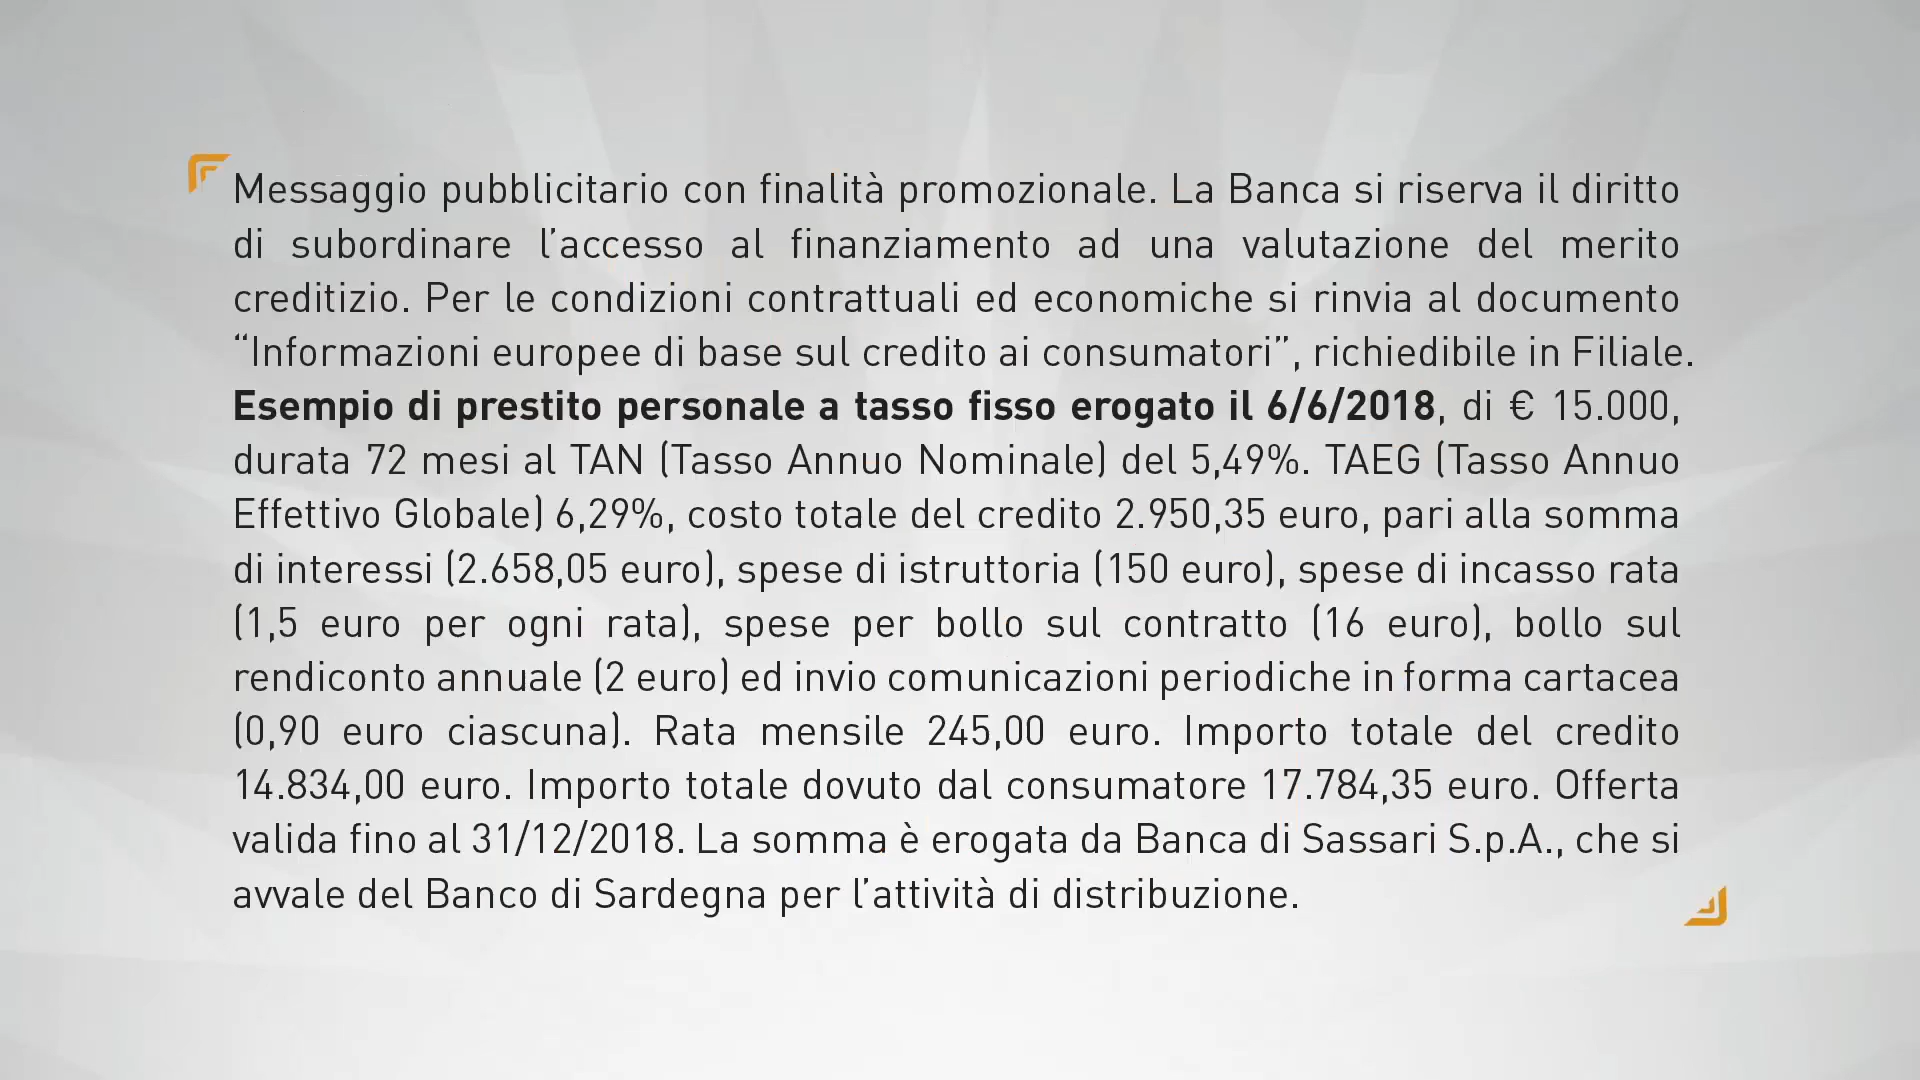 Messaggio pubblicitario con finalità promozionale. La Banca si riserva il diritto
di subordinare l’accesso al finanziamento ad una valutazione del merito
creditizio. Per le condizioni contrattuali ed economiche si rinvia al documento
“Informazioni europee di base sul credito ai consumatori”, richiedibile in Filiale.
Esempio di prestito personale a tasso fisso erogato il 6/6/2018, di € 15.000,
durata 72 mesi al TAN (Tasso Annuo Nominale) del 5,49%. TAEG (Tasso Annuo
Effettivo Globale) 6,29%, costo totale del credito 2.950,35 euro, pari alla somma
di interessi (2.658,05 euro), spese di istruttoria (150 euro), spese di incasso rata
(1,5 euro per ogni rata), spese per bollo sul contratto (16 euro), bollo sul
rendiconto annuale (2 euro) ed invio comunicazioni periodiche in forma cartacea
(0,90 euro ciascuna). Rata mensile 245,00 euro. Importo totale del credito
14.834,00 euro. Importo totale dovuto dal consumatore 17.784,35 euro. Offerta
valida fino al 31/12/2018. La somma è erogata da Banca di Sassari S.p.A., che si
avvale del Banco di Sardegna per l’attività di distribuzione.